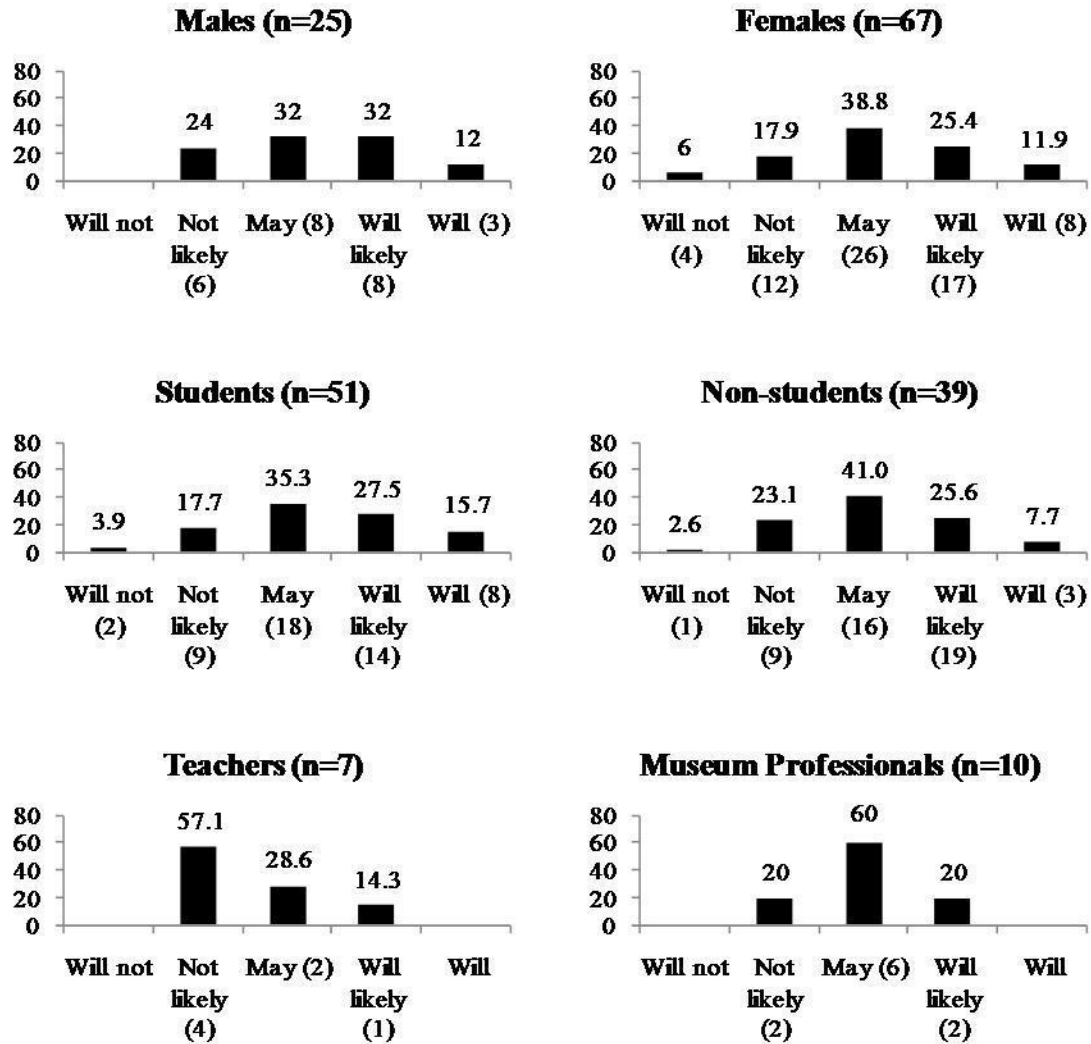 Males (n=25)
80
60
40
20
0
24
32
32
12
Will not
Not likely (6)
May (8)
Will likely (8)
Will (3)
Females (n=67)
80
60
40
20
0
6
17.9
38.8
25.4
11.9
Will not (4)
Not likely (12)
May (26)
Will likely (17)
Will (8)
Students (n=51)
80
60
40
20
0
3.9
17.7
35.3
27.5
15.7
Will not (2)
Not likely (9)
May (18)
Will likely (14)
Will (8)
Non-students (n=39)
80
60
40
20
0
2.6
23.1
41.0
25.6
7.7
Will not (1)
Not likely (9)
May (16)
Will likely (19)
Will (3)
Teachers (n=7)
80
60
40
20
0
57.1
28.6
14.3
Will not
Not likely (4)
May (2)
Will likely (1)
Will
Museum Professionals (n=10)
80
60
40
20
0
20
60
20
Will not
Not likely (2)
May (6)
Will likely (2)
Will